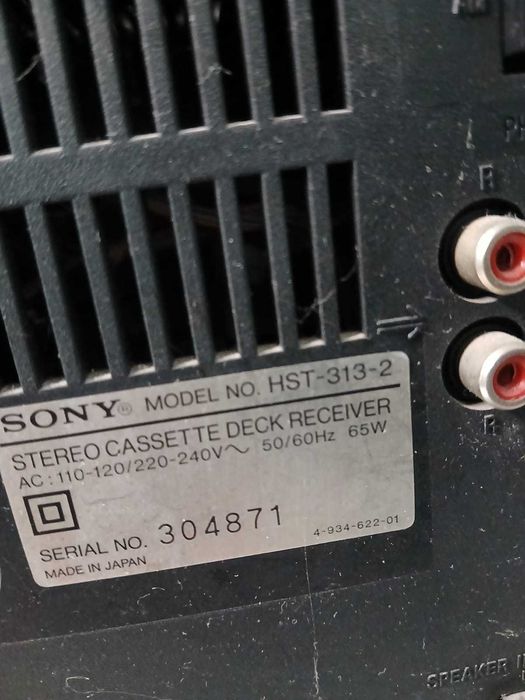 R
SONY® MODEL NO. HST-313-2
STEREO CASSETTE DECK RECEIVER
AC : 110-120/220-240V～ 50/60Hz 65W
SERIAL NO. 304871 4-934-622-01
MADE IN JAPAN
R
SPEAKER